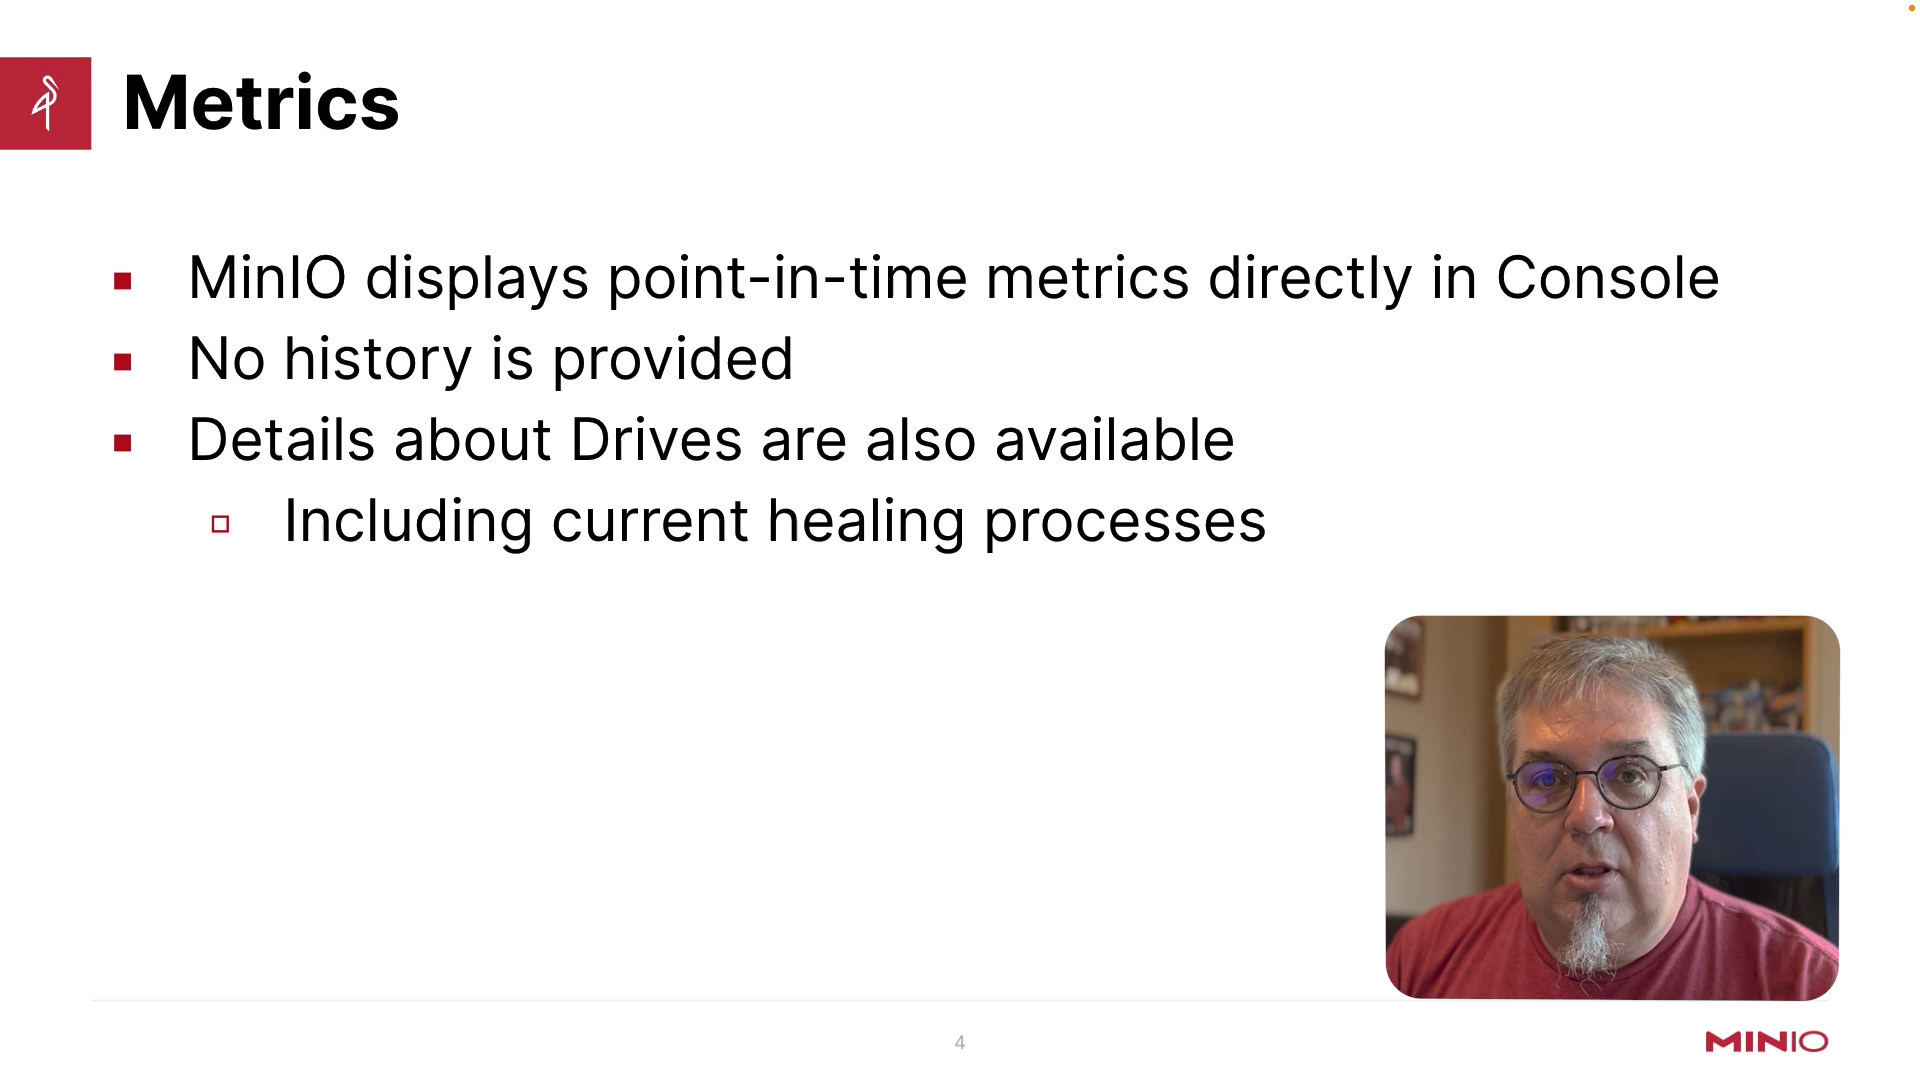 Metrics
MinIO displays point-in-time metrics directly in Console
No history is provided
Details about Drives are also available
Including current healing processes
4
MINIO